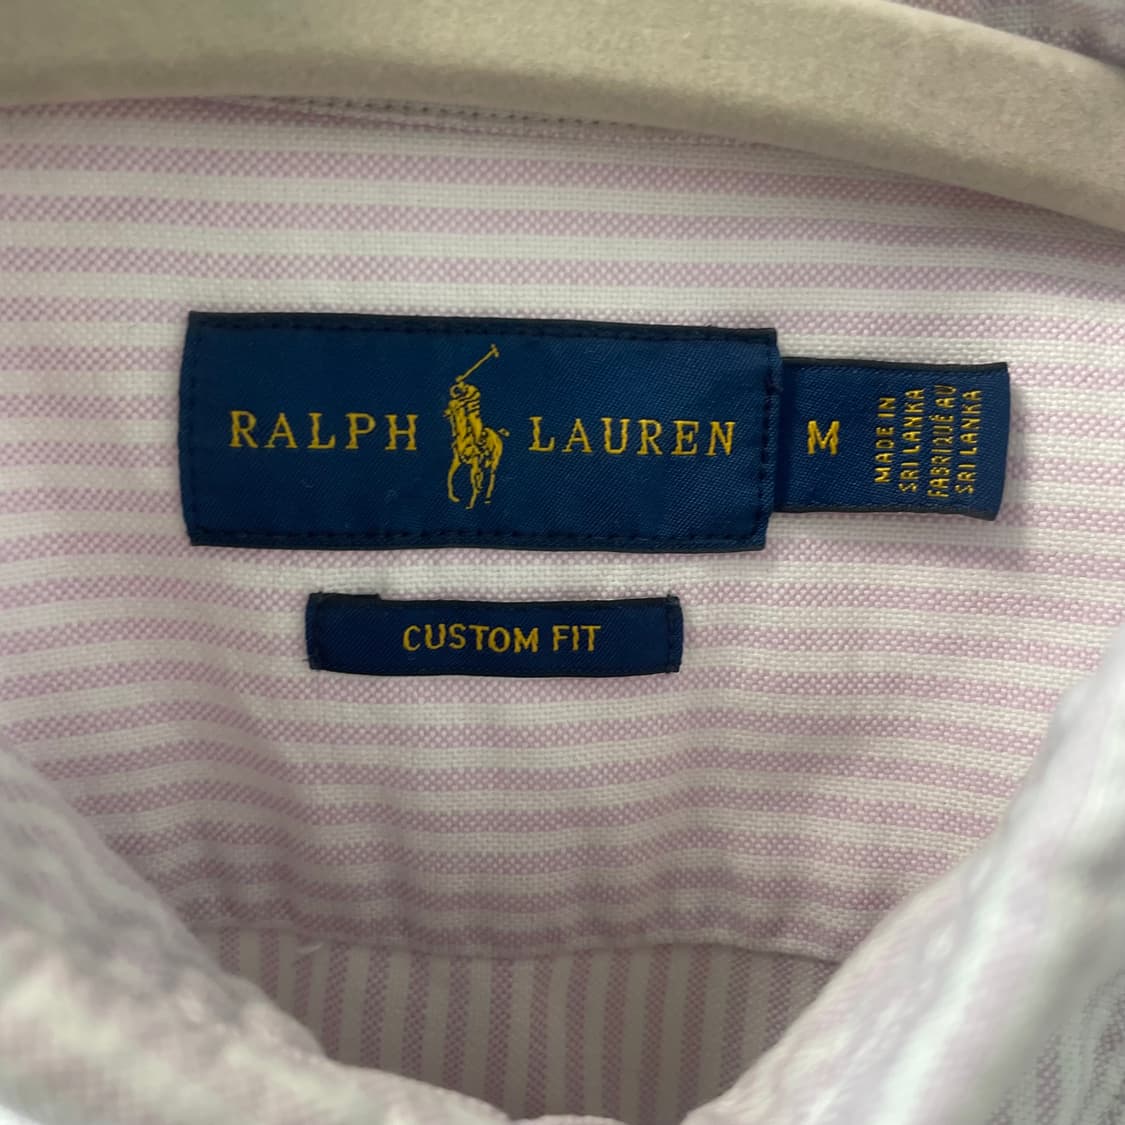 RALPH LAUREN
M
MADE IN
SRI LANKA
FABRIQUÉ AU
SRI LANKA
CUSTOM FIT